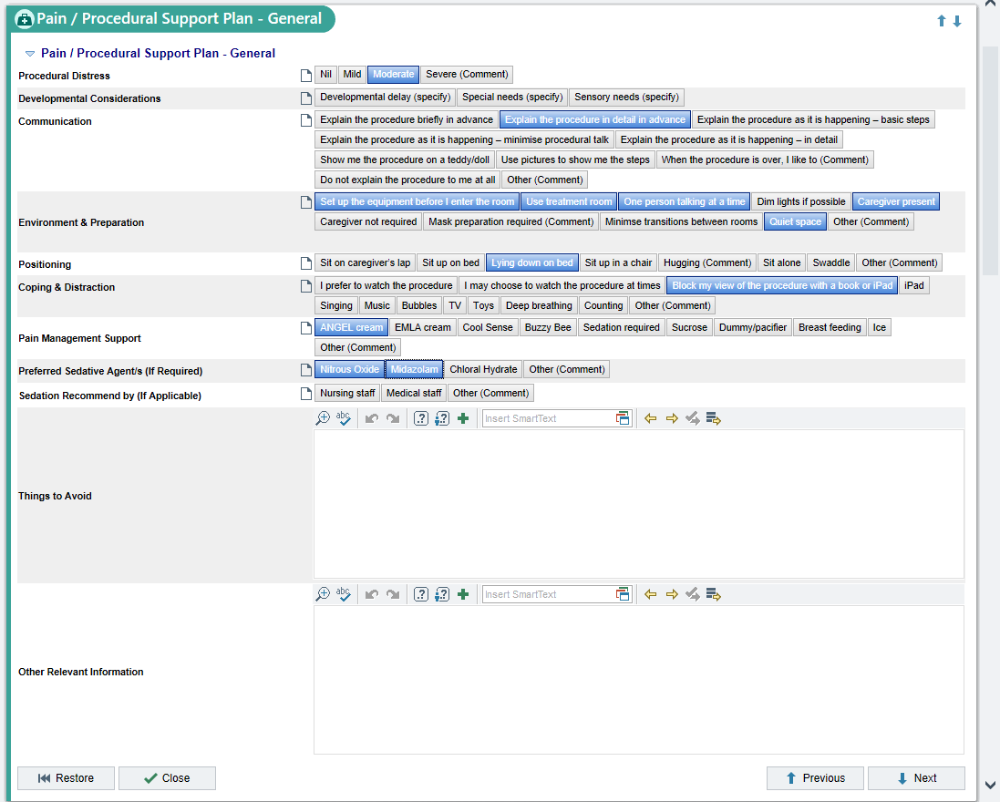 Pain / Procedural Support Plan - General
Pain / Procedural Support Plan - General
Procedural Distress Nil Mild Moderate Severe (Comment)
Developmental Considerations Developmental delay (specify) Special needs (specify) Sensory needs (specify)
Communication Explain the procedure briefly in advance Explain the procedure in detail in advance Explain the procedure as it is happening – basic steps
Explain the procedure as it is happening – minimise procedural talk Explain the procedure as it is happening – in detail
Show me the procedure on a teddy/doll Use pictures to show me the steps When the procedure is over, I like to (Comment)
Do not explain the procedure to me at all Other (Comment)
Set up the equipment before I enter the room Use treatment room One person talking at a time Dim lights if possible Caregiver present
Environment & Preparation Caregiver not required Mask preparation required (Comment) Minimse transitions between rooms Quiet space Other (Comment)
Positioning Sit on caregiver's lap Sit up on bed Lying down on bed Sit up in a chair Hugging (Comment) Sit alone Swaddle Other (Comment)
Coping & Distraction I prefer to watch the procedure I may choose to watch the procedure at times Block my view of the procedure with a book or iPad iPad
Singing Music Bubbles TV Toys Deep breathing Counting Other (Comment)
Pain Management Support ANGEL cream EMLA cream Cool Sense Buzzy Bee Sedation required Sucrose Dummy/pacifier Breast feeding Ice
Other (Comment)
Preferred Sedative Agent/s (If Required) Nitrous Oxide Midazolam Chloral Hydrate Other (Comment)
Sedation Recommend by (If Applicable) Nursing staff Medical staff Other (Comment)
abc Insert SmartText
Things to Avoid
abc Insert SmartText
Other Relevant Information
Restore Close Previous Next